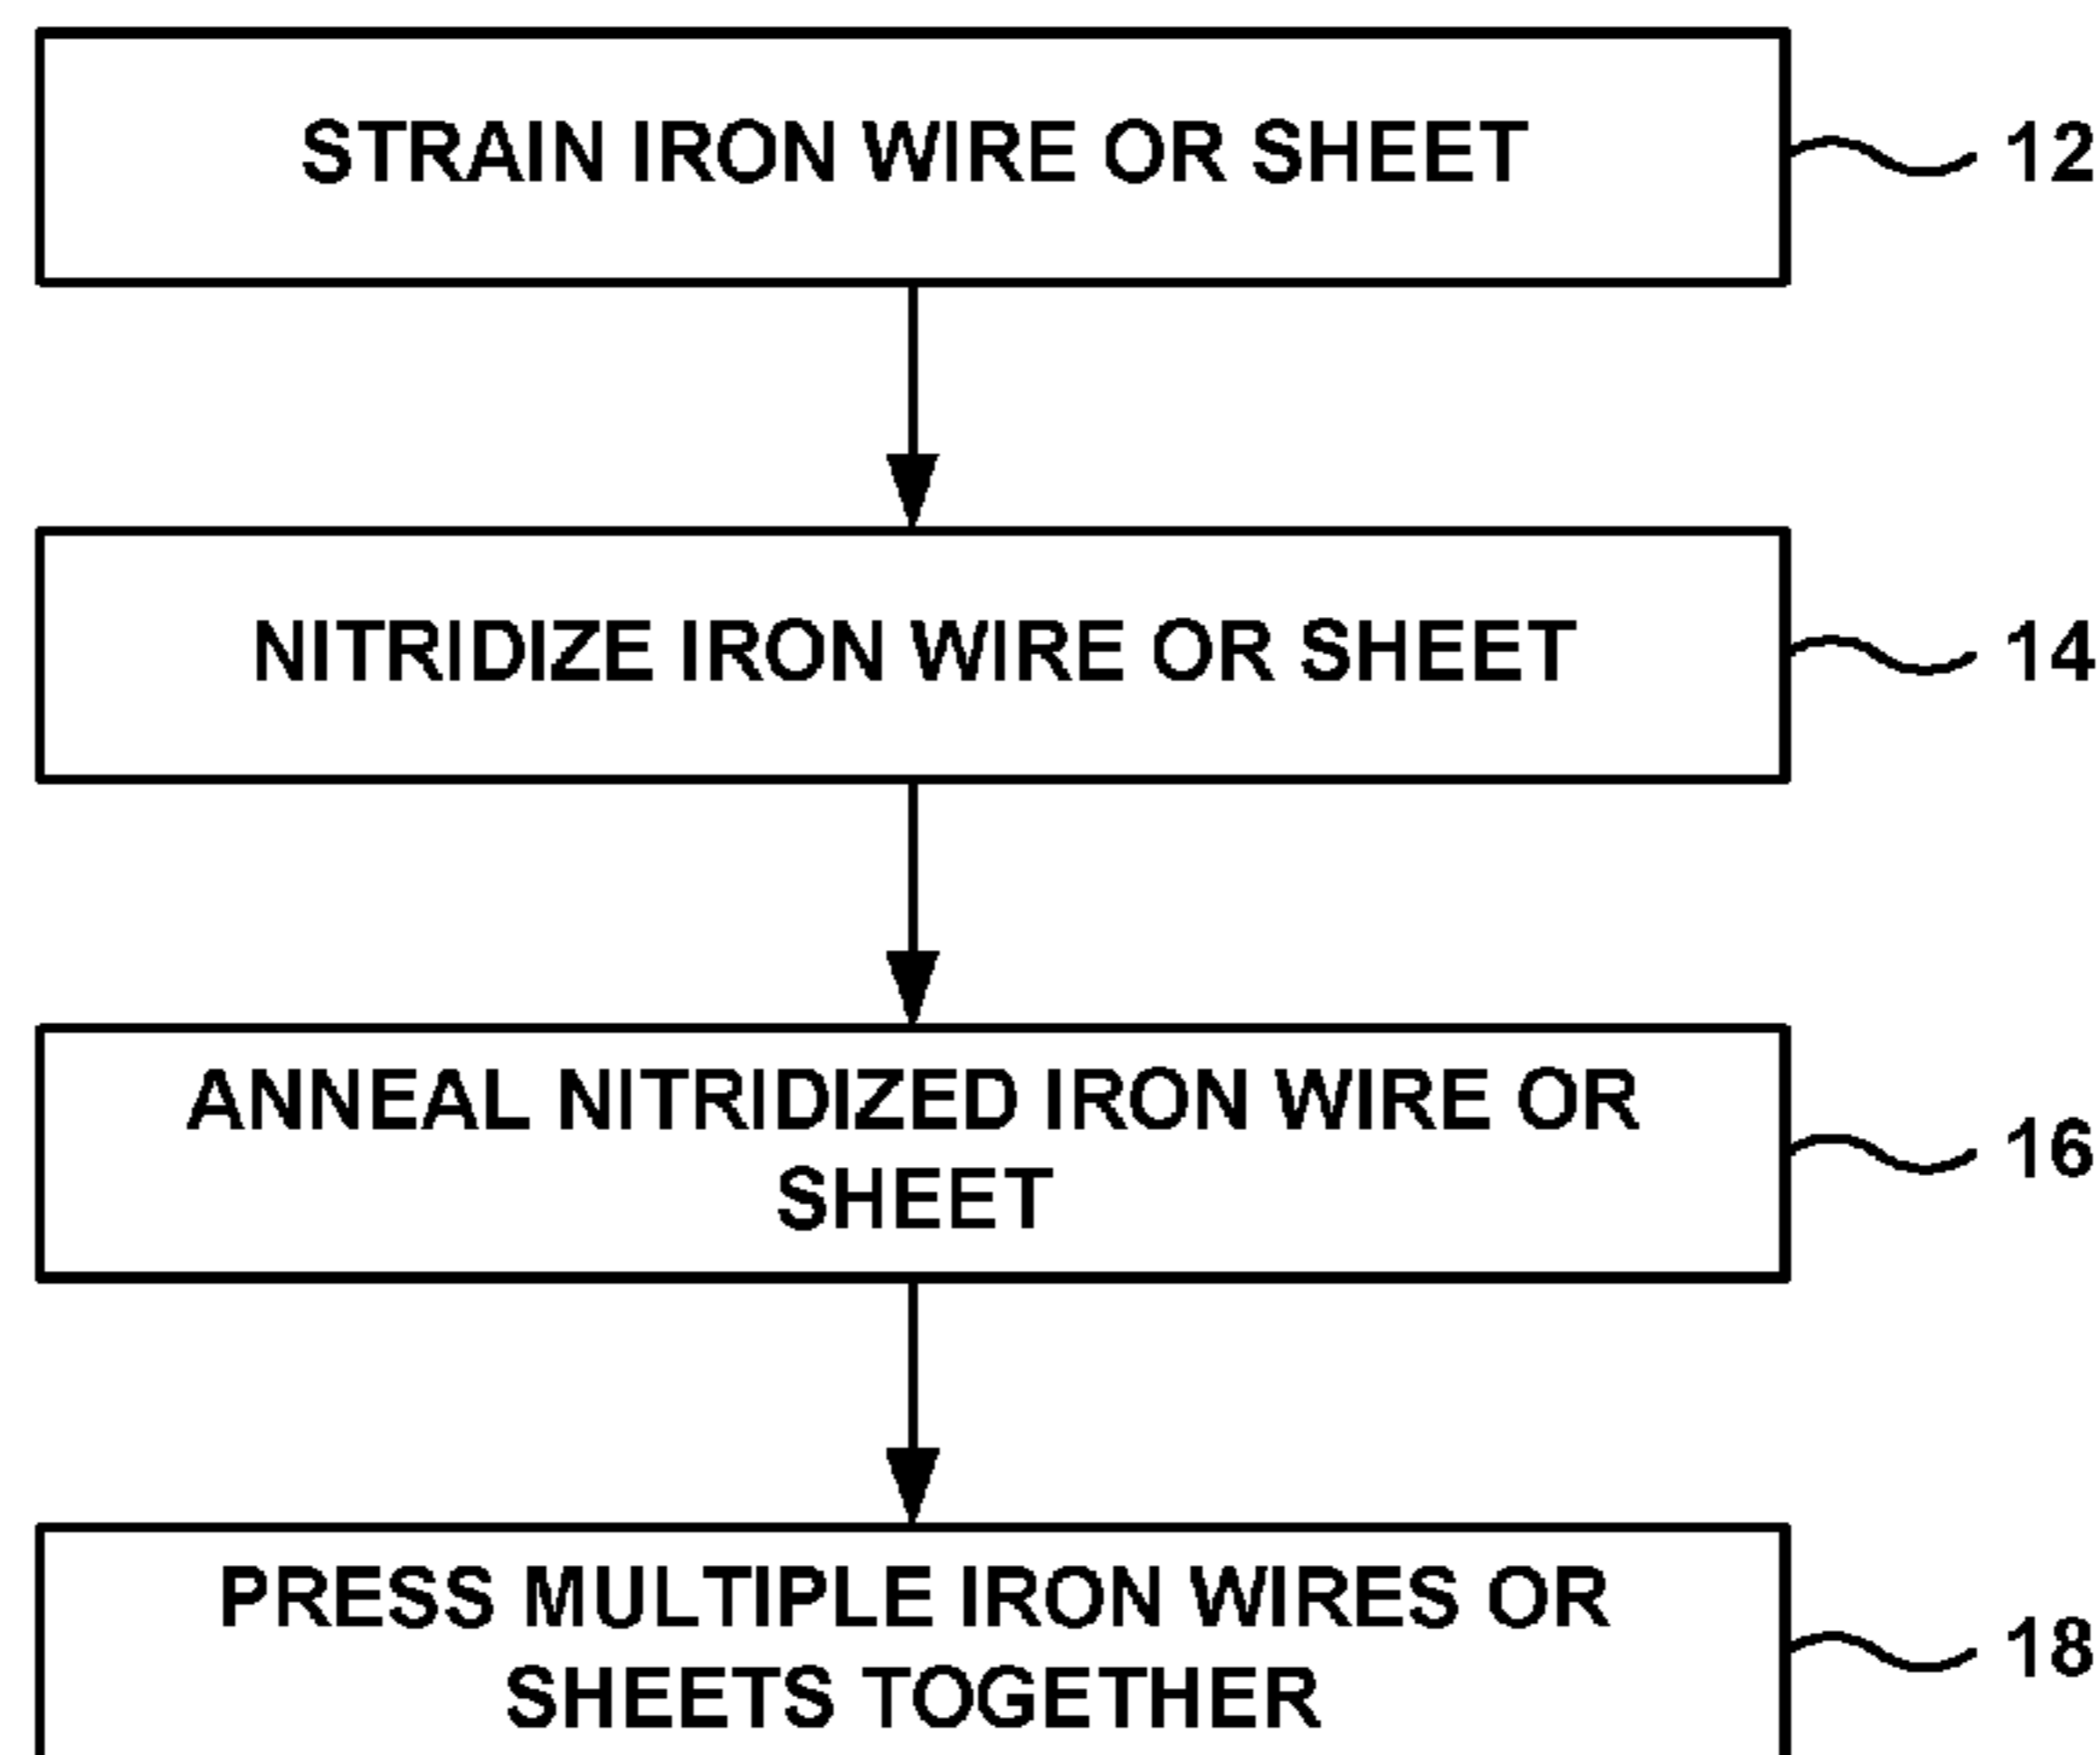 STRAIN IRON WIRE OR SHEET
12
NITRIDIZE IRON WIRE OR SHEET
14
ANNEAL NITRIDIZED IRON WIRE OR
SHEET
16
PRESS MULTIPLE IRON WIRES OR
SHEETS TOGETHER
18